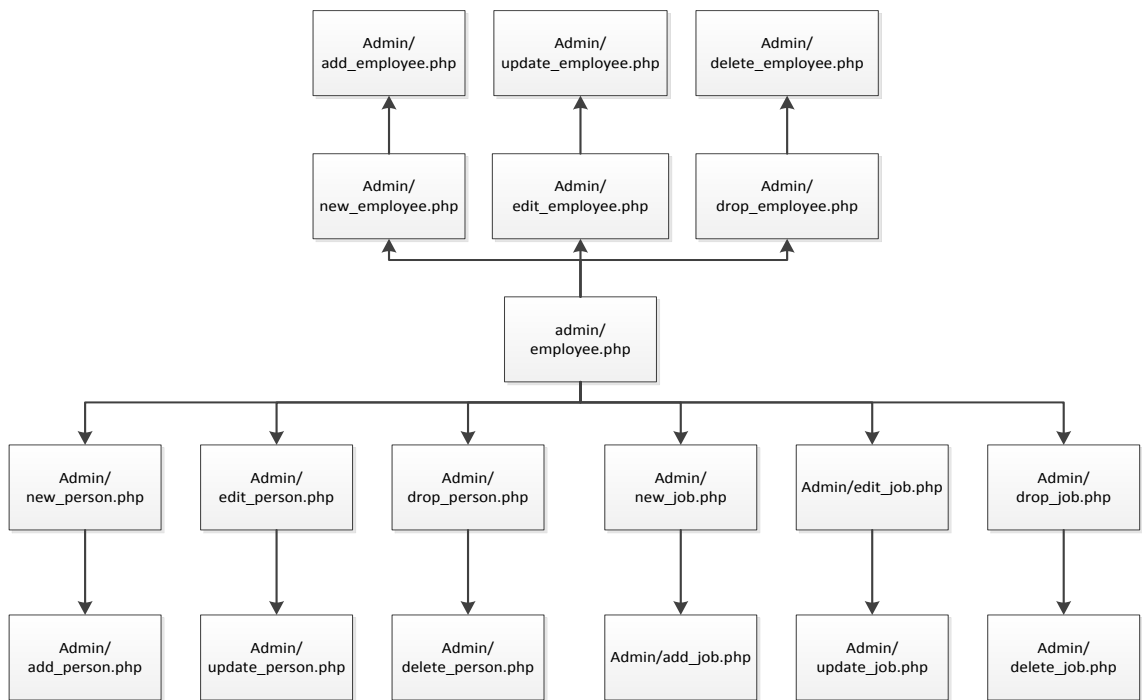 Admin/
add_employee.php
Admin/
update_employee.php
Admin/
delete_employee.php
Admin/
new_employee.php
Admin/
edit_employee.php
Admin/
drop_employee.php
admin/
employee.php
Admin/
new_person.php
Admin/
edit_person.php
Admin/
drop_person.php
Admin/
new_job.php
Admin/edit_job.php
Admin/
drop_job.php
Admin/
add_person.php
Admin/
update_person.php
Admin/
delete_person.php
Admin/add_job.php
Admin/
update_job.php
Admin/
delete_job.php